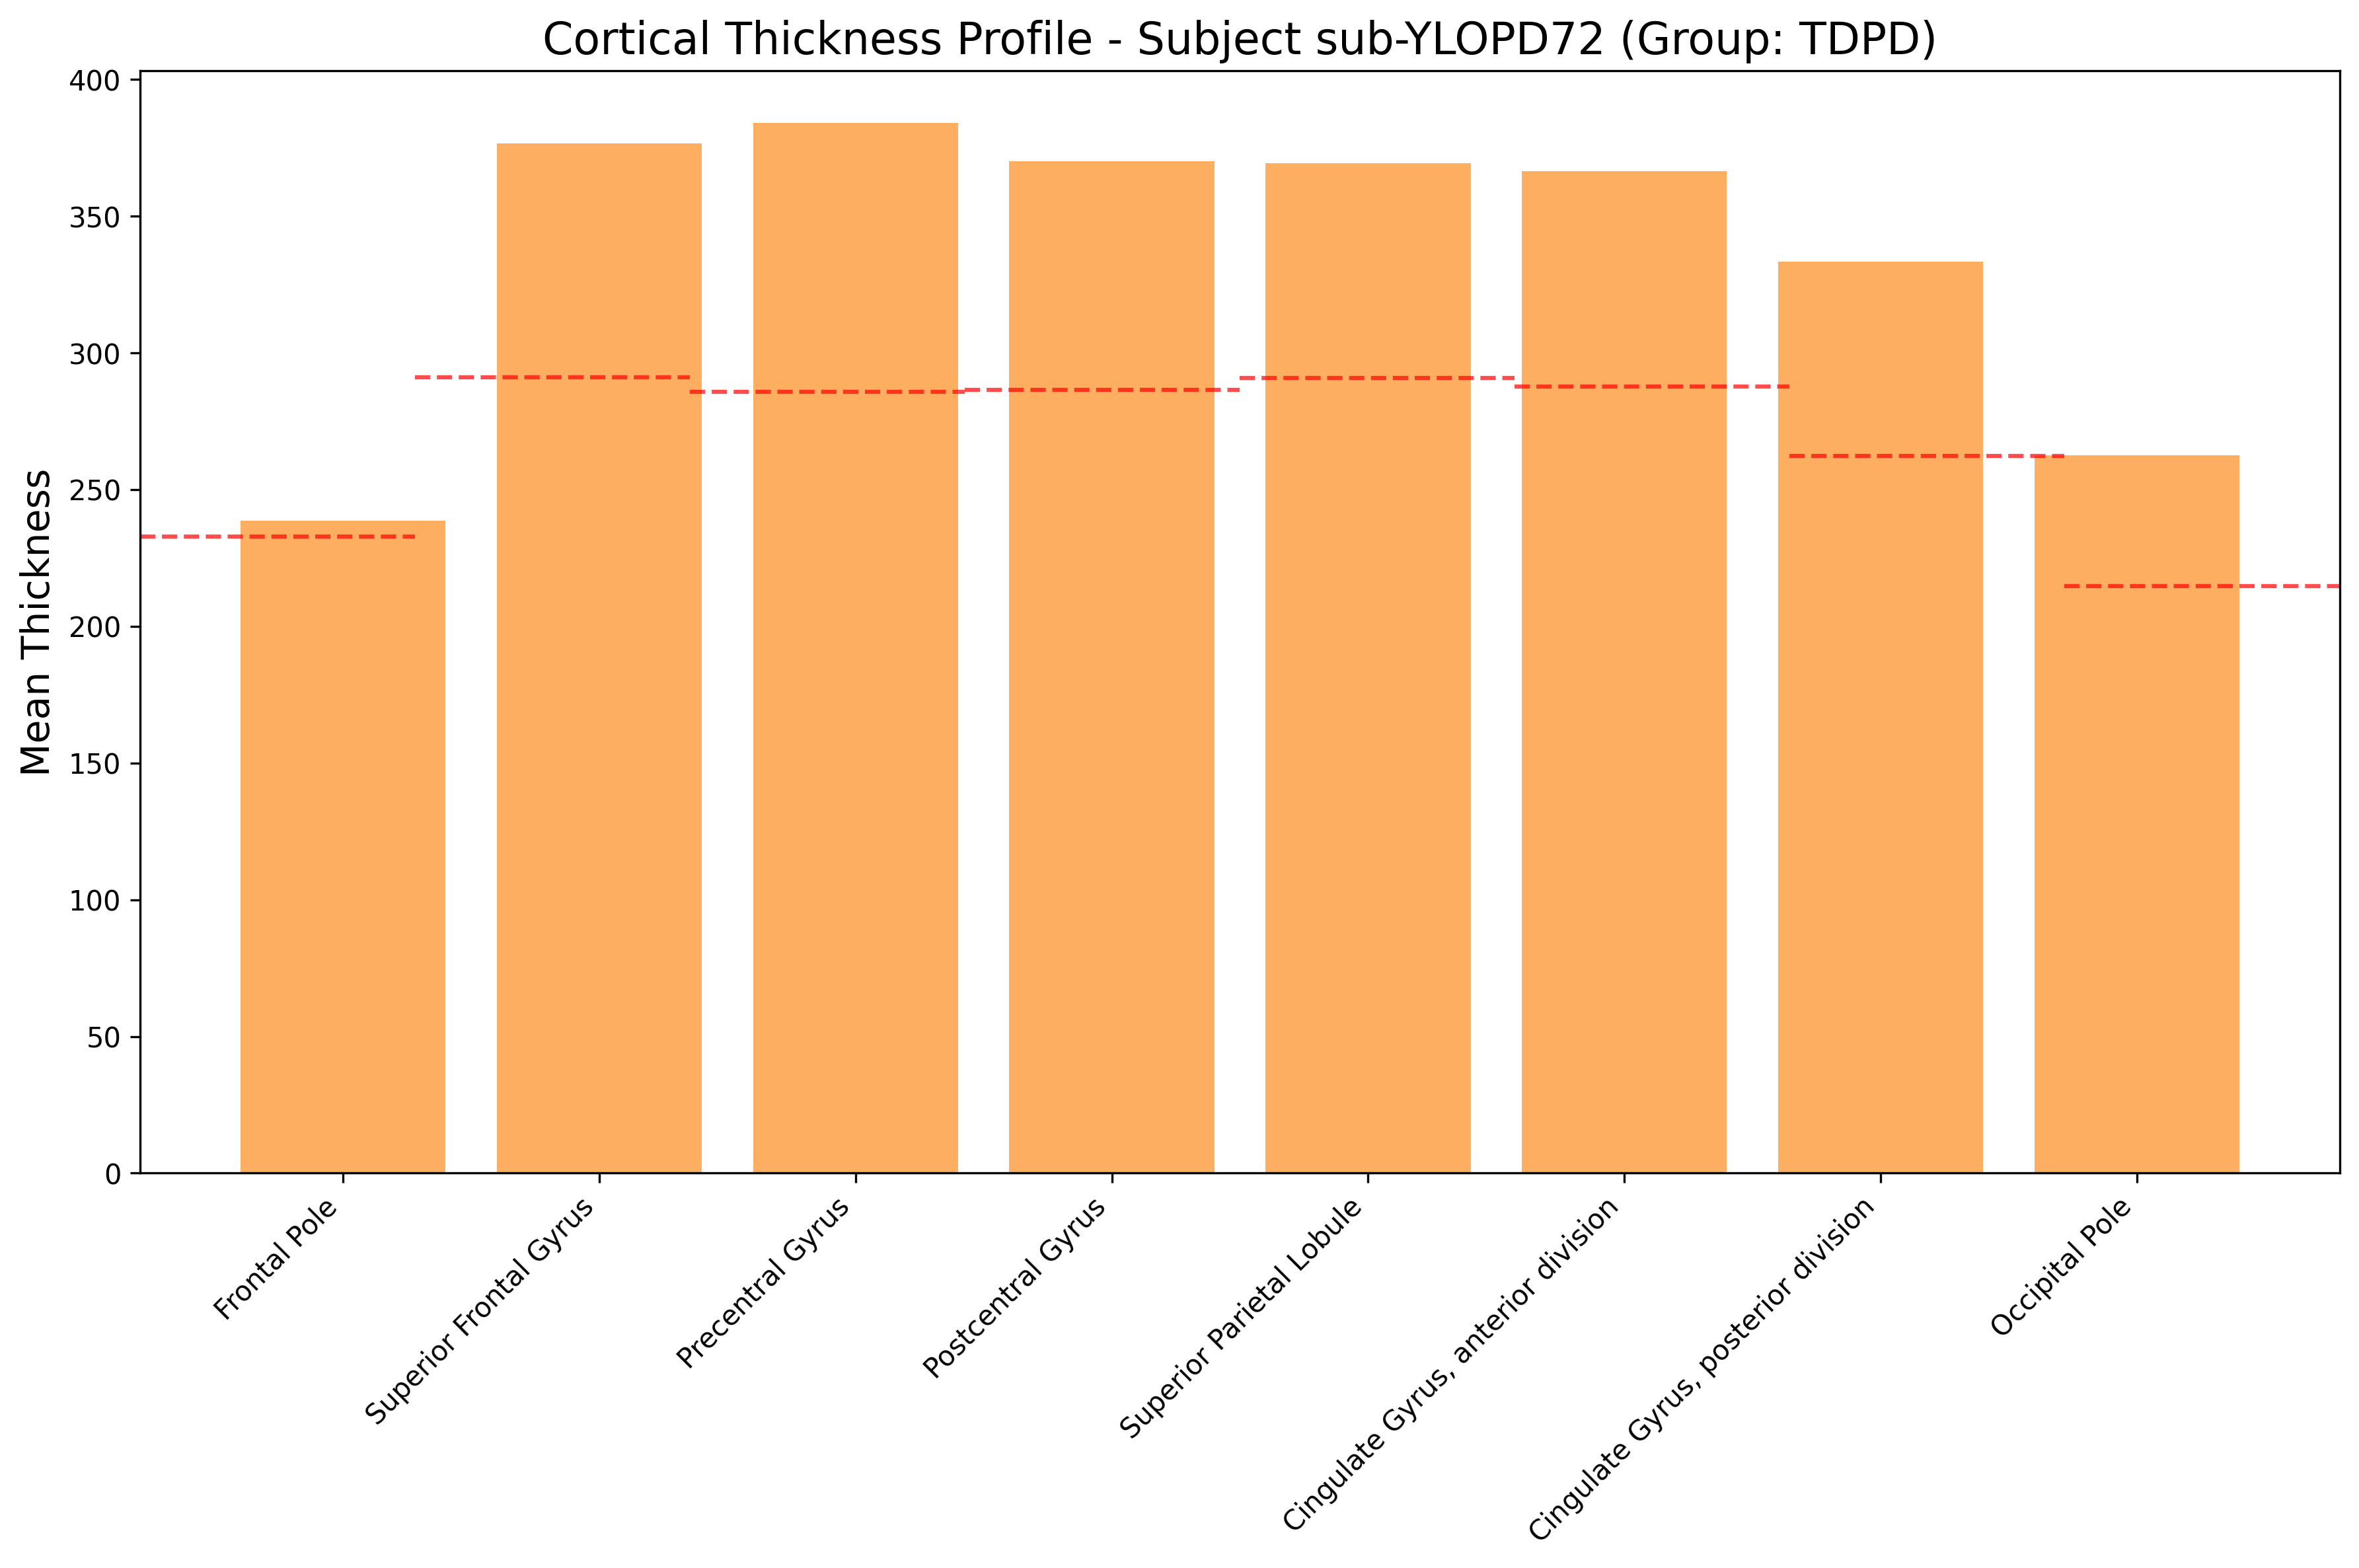 Cortical Thickness Profile - Subject sub-YLOPD72 (Group: TDPD)
Mean Thickness
400
350
300
250
200
150
100
50
0
Frontal Pole
Superior Frontal Gyrus
Precentral Gyrus
Postcentral Gyrus
Superior Parietal Lobule
Cingulate Gyrus, anterior division
Cingulate Gyrus, posterior division
Occipital Pole